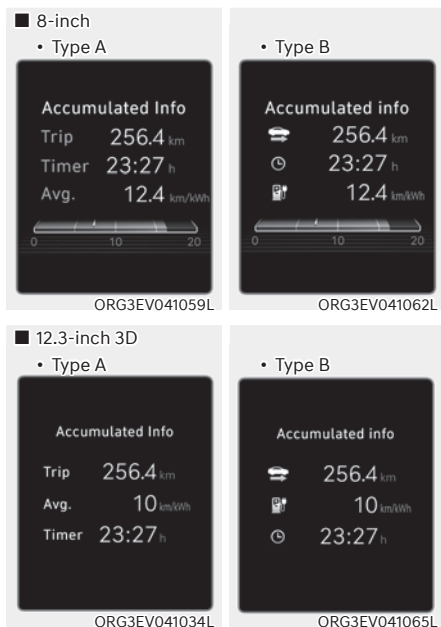 ■ 8-inch
• Type A
Accumulated Info
Trip 256.4 km
Timer 23:27 h
Avg. 12.4 km/kWh
0 10 20
ORG3EV041059L
• Type B
Accumulated info
256.4 km
23:27 h
12.4 km/kWh
0 10 20
ORG3EV041062L
■ 12.3-inch 3D
• Type A
Accumulated Info
Trip 256.4 km
Avg. 10 km/kWh
Timer 23:27 h
ORG3EV041034L
• Type B
Accumulated info
256.4 km
10 km/kWh
23:27 h
ORG3EV041065L